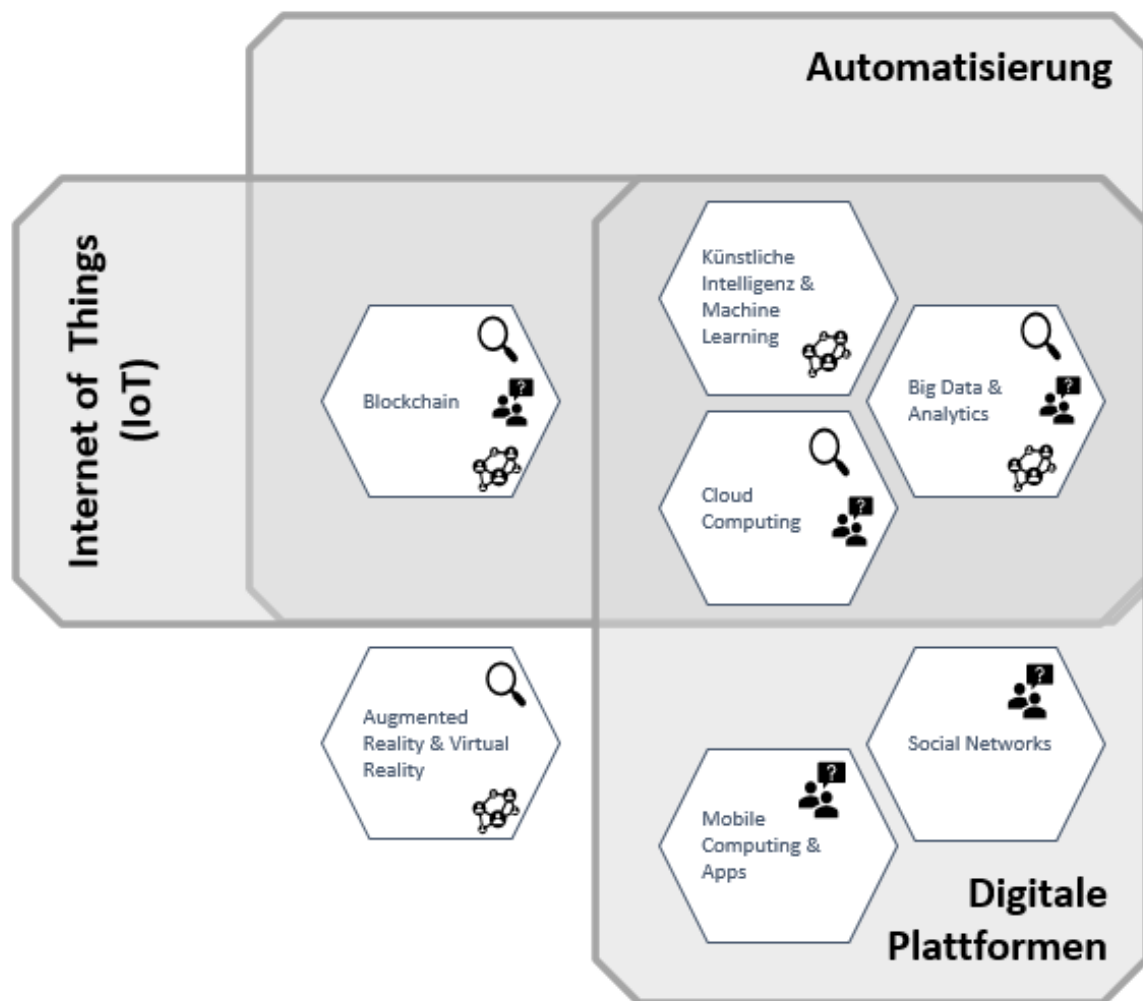 Automatisierung
Internet of Things
(IoT)
Künstliche
Intelligenz &
Machine
Learning
Blockchain
?
Big Data &
Analytics
?
Cloud
Computing
?
Augmented
Reality & Virtual
Reality
Social Networks
?
Mobile
Computing &
Apps
?
Digitale
Plattformen